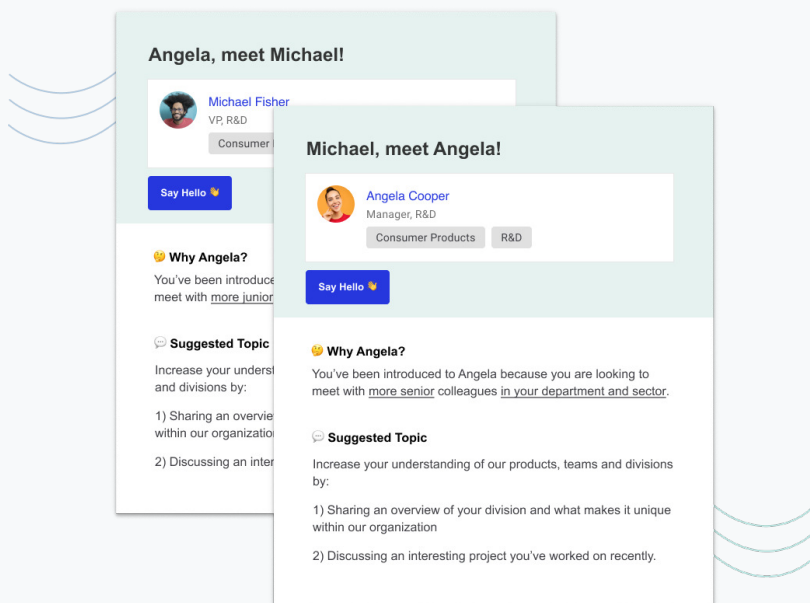 Angela, meet Michael!
Michael Fisher
VP, R&D
Consumer
Say Hello 👋
🤔 Why Angela?
You've been introduce
meet with more junior
💬 Suggested Topic
Increase your underst
and divisions by:
1) Sharing an overvie
within our organizatio
2) Discussing an inter
Michael, meet Angela!
Angela Cooper
Manager, R&D
Consumer Products
R&D
Say Hello 👋
🤔 Why Angela?
You've been introduced to Angela because you are looking to
meet with more senior colleagues in your department and sector.
💬 Suggested Topic
Increase your understanding of our products, teams and divisions
by:
1) Sharing an overview of your division and what makes it unique
within our organization
2) Discussing an interesting project you've worked on recently.